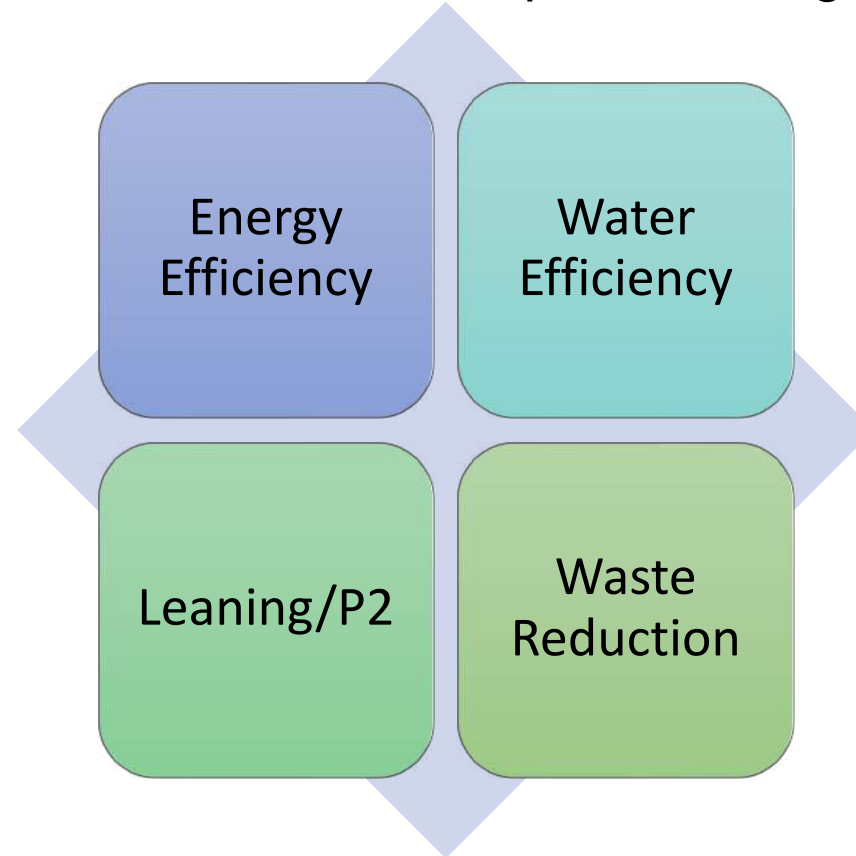 Energy
Efficiency
Water
Efficiency
Leaning/P2
Waste
Reduction